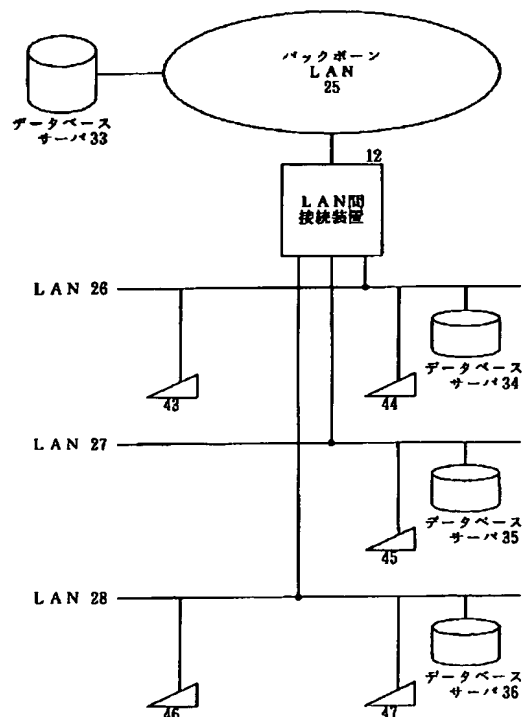 バックボーン
LAN
25
データベース
サーバ33
12
LAN間
接続装置
LAN 26
43
44
データベース
サーバ34
LAN 27
45
データベース
サーバ35
LAN 28
46
47
データベース
サーバ36